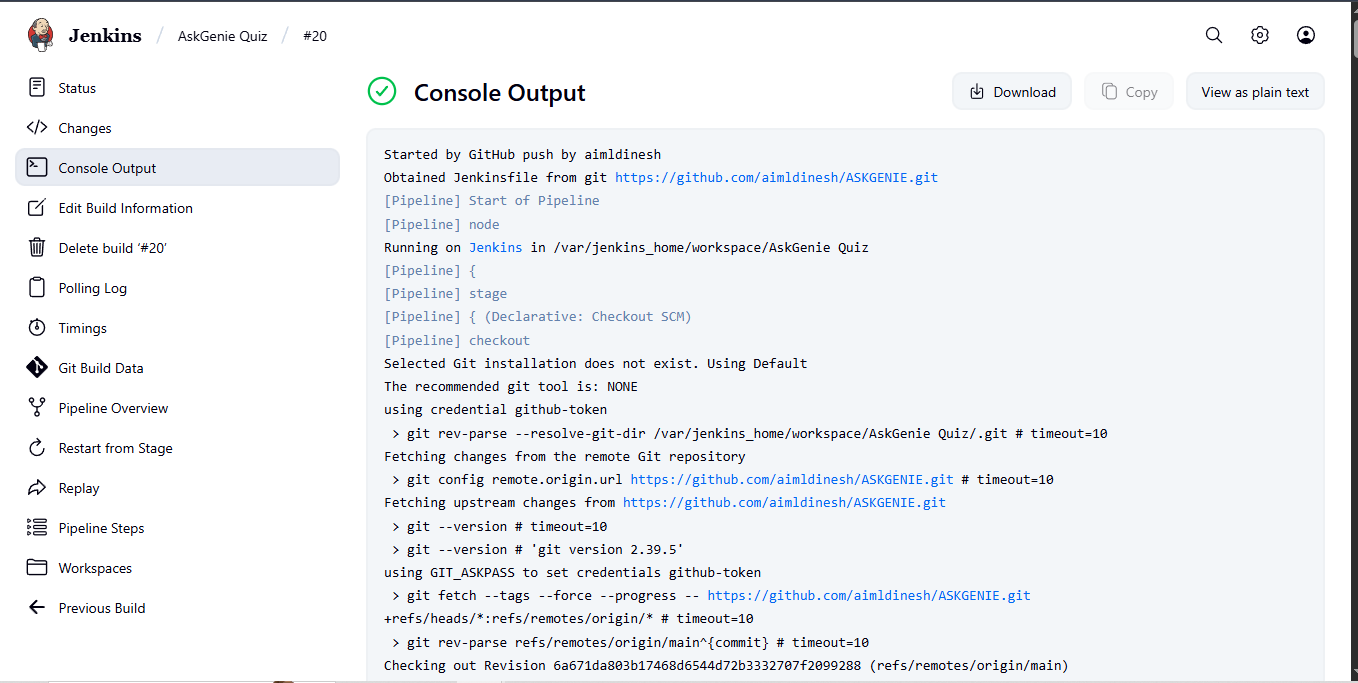 Jenkins / AskGenie Quiz / #20
Status
Changes
Console Output
Edit Build Information
Delete build ‘#20’
Polling Log
Timings
Git Build Data
Pipeline Overview
Restart from Stage
Replay
Pipeline Steps
Workspaces
Previous Build
Console Output
Download
Copy
View as plain text
Started by GitHub push by aimldinesh
Obtained Jenkinsfile from git https://github.com/aimldinesh/ASKGENIE.git
[Pipeline] Start of Pipeline
[Pipeline] node
Running on Jenkins in /var/jenkins_home/workspace/AskGenie Quiz
[Pipeline] {
[Pipeline] stage
[Pipeline] { (Declarative: Checkout SCM)
[Pipeline] checkout
Selected Git installation does not exist. Using Default
The recommended git tool is: NONE
using credential github-token
> git rev-parse --resolve-git-dir /var/jenkins_home/workspace/AskGenie Quiz/.git # timeout=10
Fetching changes from the remote Git repository
> git config remote.origin.url https://github.com/aimldinesh/ASKGENIE.git # timeout=10
Fetching upstream changes from https://github.com/aimldinesh/ASKGENIE.git
> git --version # timeout=10
> git --version # 'git version 2.39.5'
using GIT_ASKPASS to set credentials github-token
> git fetch --tags --force --progress -- https://github.com/aimldinesh/ASKGENIE.git
+refs/heads/*:refs/remotes/origin/* # timeout=10
> git rev-parse refs/remotes/origin/main^{commit} # timeout=10
Checking out Revision 6a671da803b17468d6544d72b3332707f2099288 (refs/remotes/origin/main)